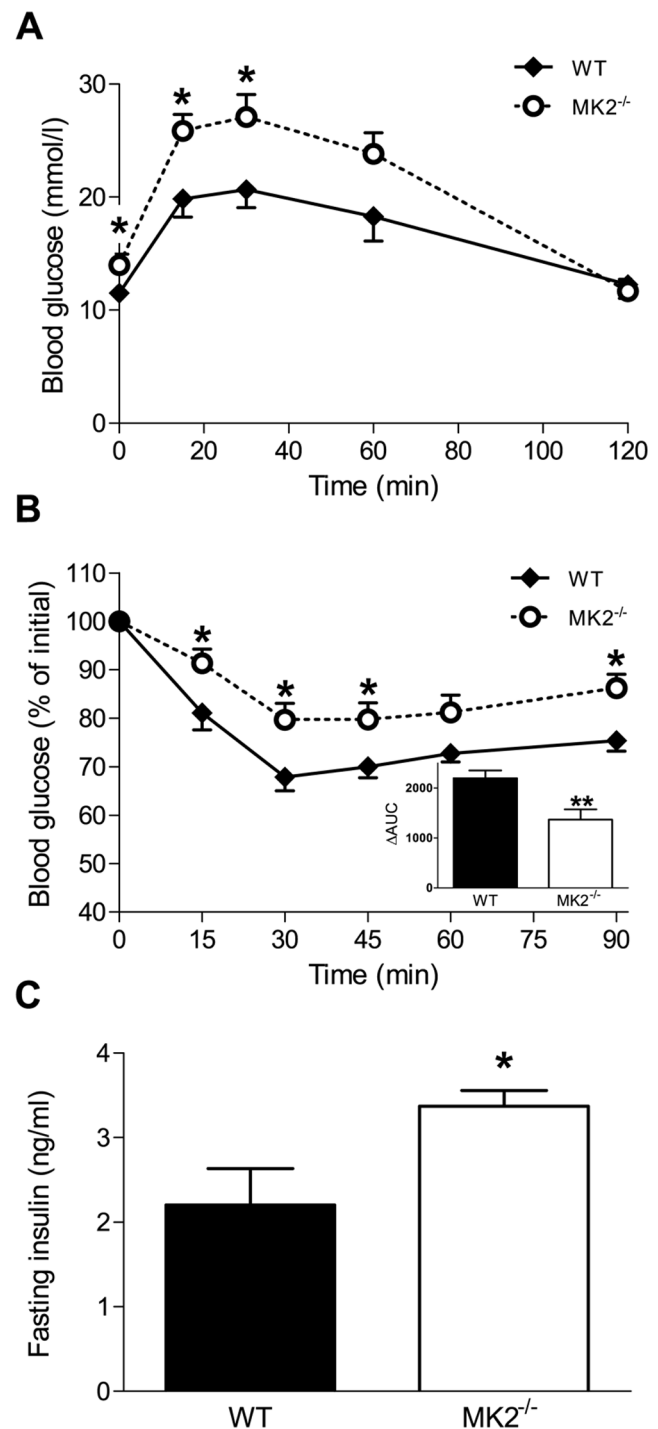 A
30
20
10
0
Blood glucose (mmol/l)
*
*
*
WT
MK2-/-
0 20 40 60 80 100 120
Time (min)
B
110
100
90
80
70
60
50
40
Blood glucose (% of initial)
*
*
*
*
WT
MK2-/-
2000
1000
0
ΔAUC
**
WT MK2-/-
0 15 30 45 60 75 90
Time (min)
C
4
3
2
1
0
Fasting insulin (ng/ml)
*
WT MK2-/-